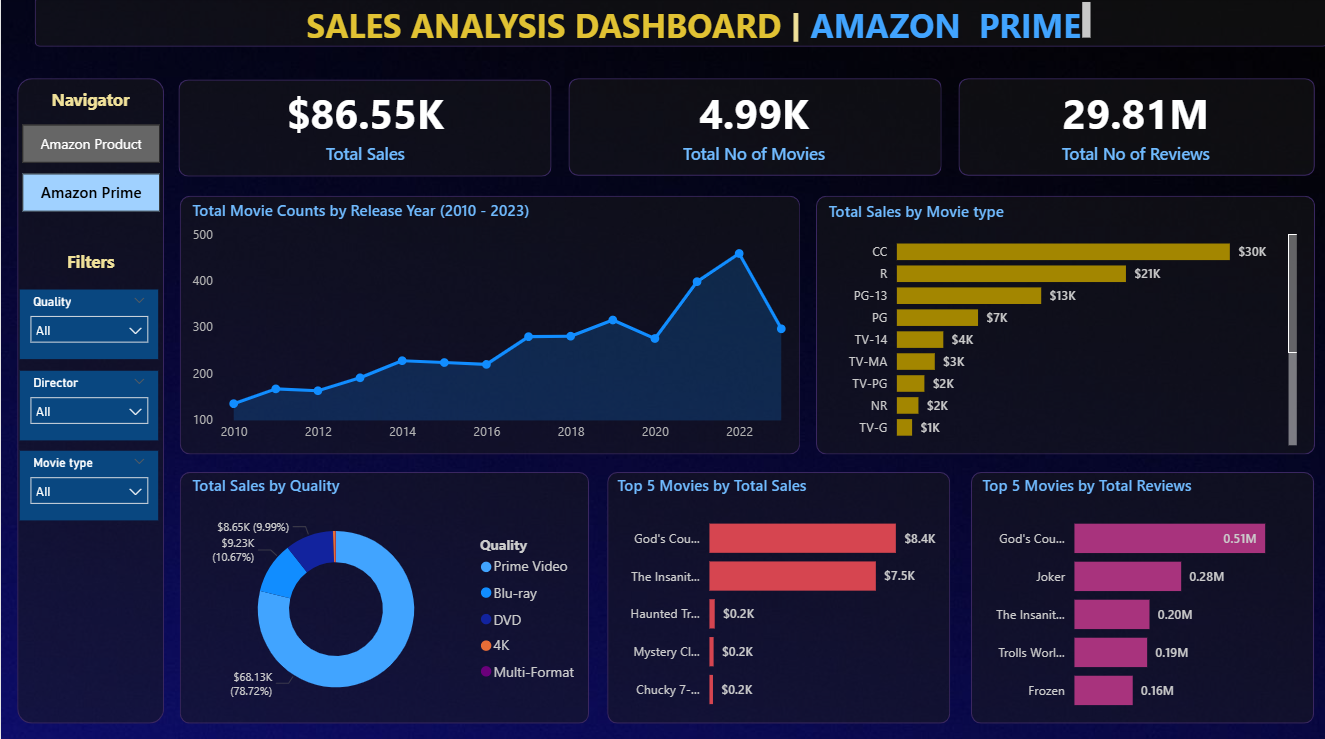 SALES ANALYSIS DASHBOARD | AMAZON PRIME
Navigator
Amazon Product
Amazon Prime
Filters
Quality
All
Director
All
Movie type
All
$86.55K
Total Sales
4.99K
Total No of Movies
29.81M
Total No of Reviews
Total Movie Counts by Release Year (2010 - 2023)
500
400
300
200
100
2010 2012 2014 2016 2018 2020 2022
Total Sales by Movie type
CC $30K
R $21K
PG-13 $13K
PG $7K
TV-14 $4K
TV-MA $3K
TV-PG $2K
NR $2K
TV-G $1K
Total Sales by Quality
$8.65K (9.99%)
$9.23K
(10.67%)
$68.13K
(78.72%)
Quality
Prime Video
Blu-ray
DVD
4K
Multi-Format
Top 5 Movies by Total Sales
God's Cou... $8.4K
The Insanit... $7.5K
Haunted Tr... $0.2K
Mystery Cl... $0.2K
Chucky 7-... $0.2K
Top 5 Movies by Total Reviews
God's Cou... 0.51M
Joker 0.28M
The Insanit... 0.20M
Trolls Worl... 0.19M
Frozen 0.16M